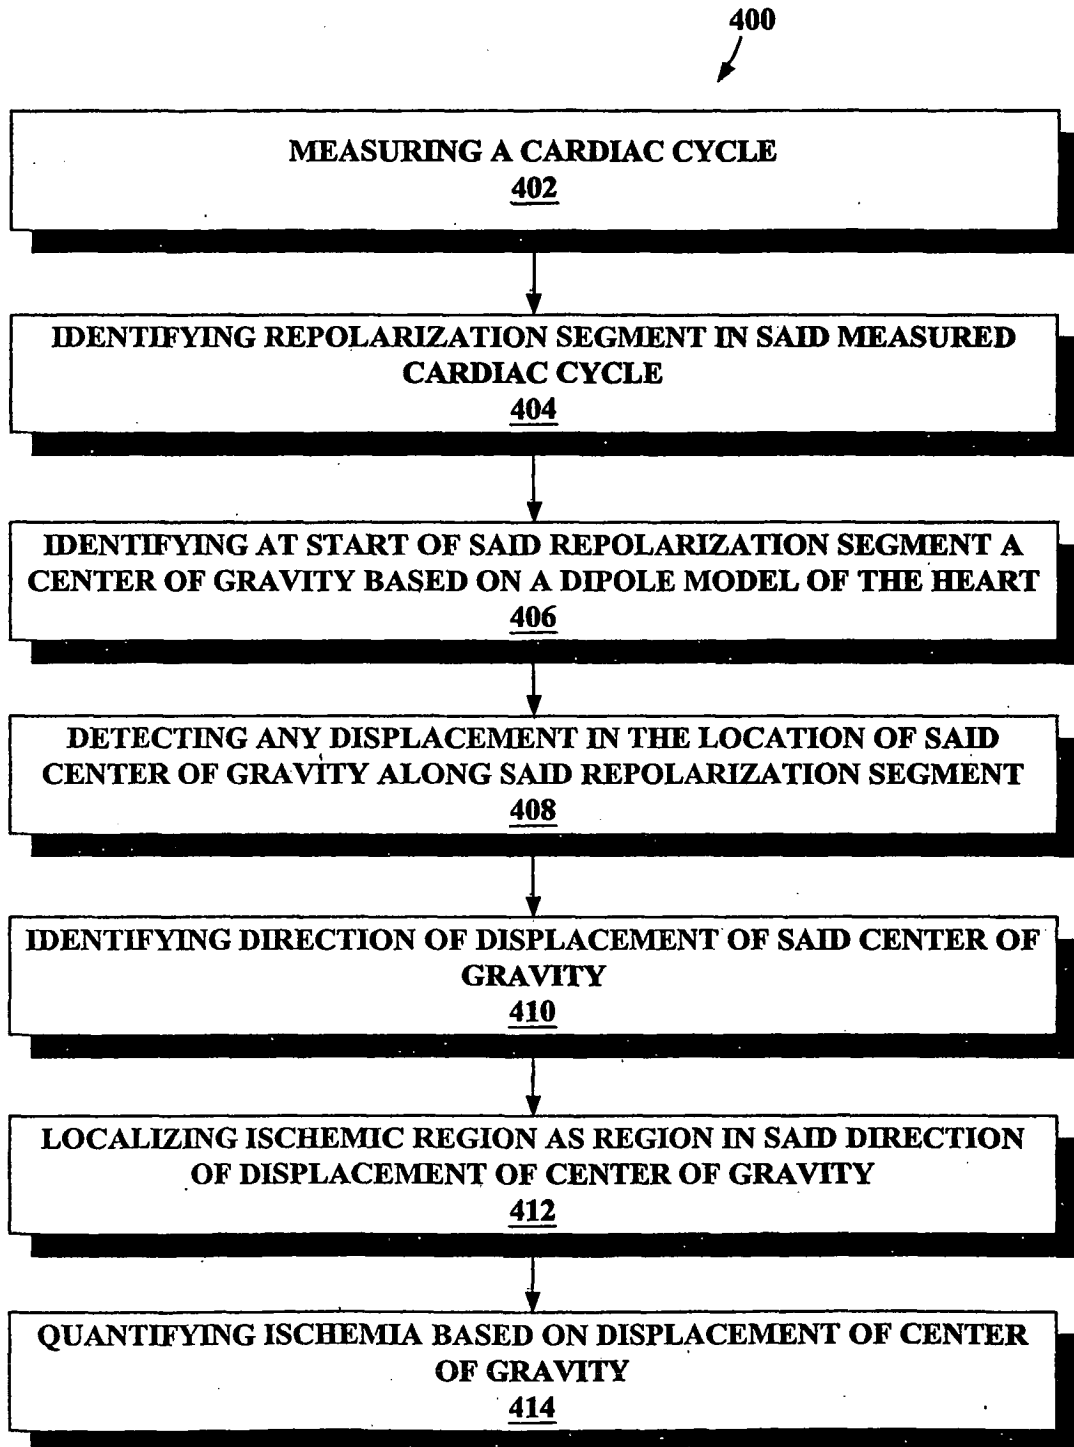 400
MEASURING A CARDIAC CYCLE
402
IDENTIFYING REPOLARIZATION SEGMENT IN SAID MEASURED
CARDIAC CYCLE
404
IDENTIFYING AT START OF SAID REPOLARIZATION SEGMENT A
CENTER OF GRAVITY BASED ON A DIPOLE MODEL OF THE HEART
406
DETECTING ANY DISPLACEMENT IN THE LOCATION OF SAID
CENTER OF GRAVITY ALONG SAID REPOLARIZATION SEGMENT
408
IDENTIFYING DIRECTION OF DISPLACEMENT OF SAID CENTER OF
GRAVITY
410
LOCALIZING ISCHEMIC REGION AS REGION IN SAID DIRECTION
OF DISPLACEMENT OF CENTER OF GRAVITY
412
QUANTIFYING ISCHEMIA BASED ON DISPLACEMENT OF CENTER
OF GRAVITY
414